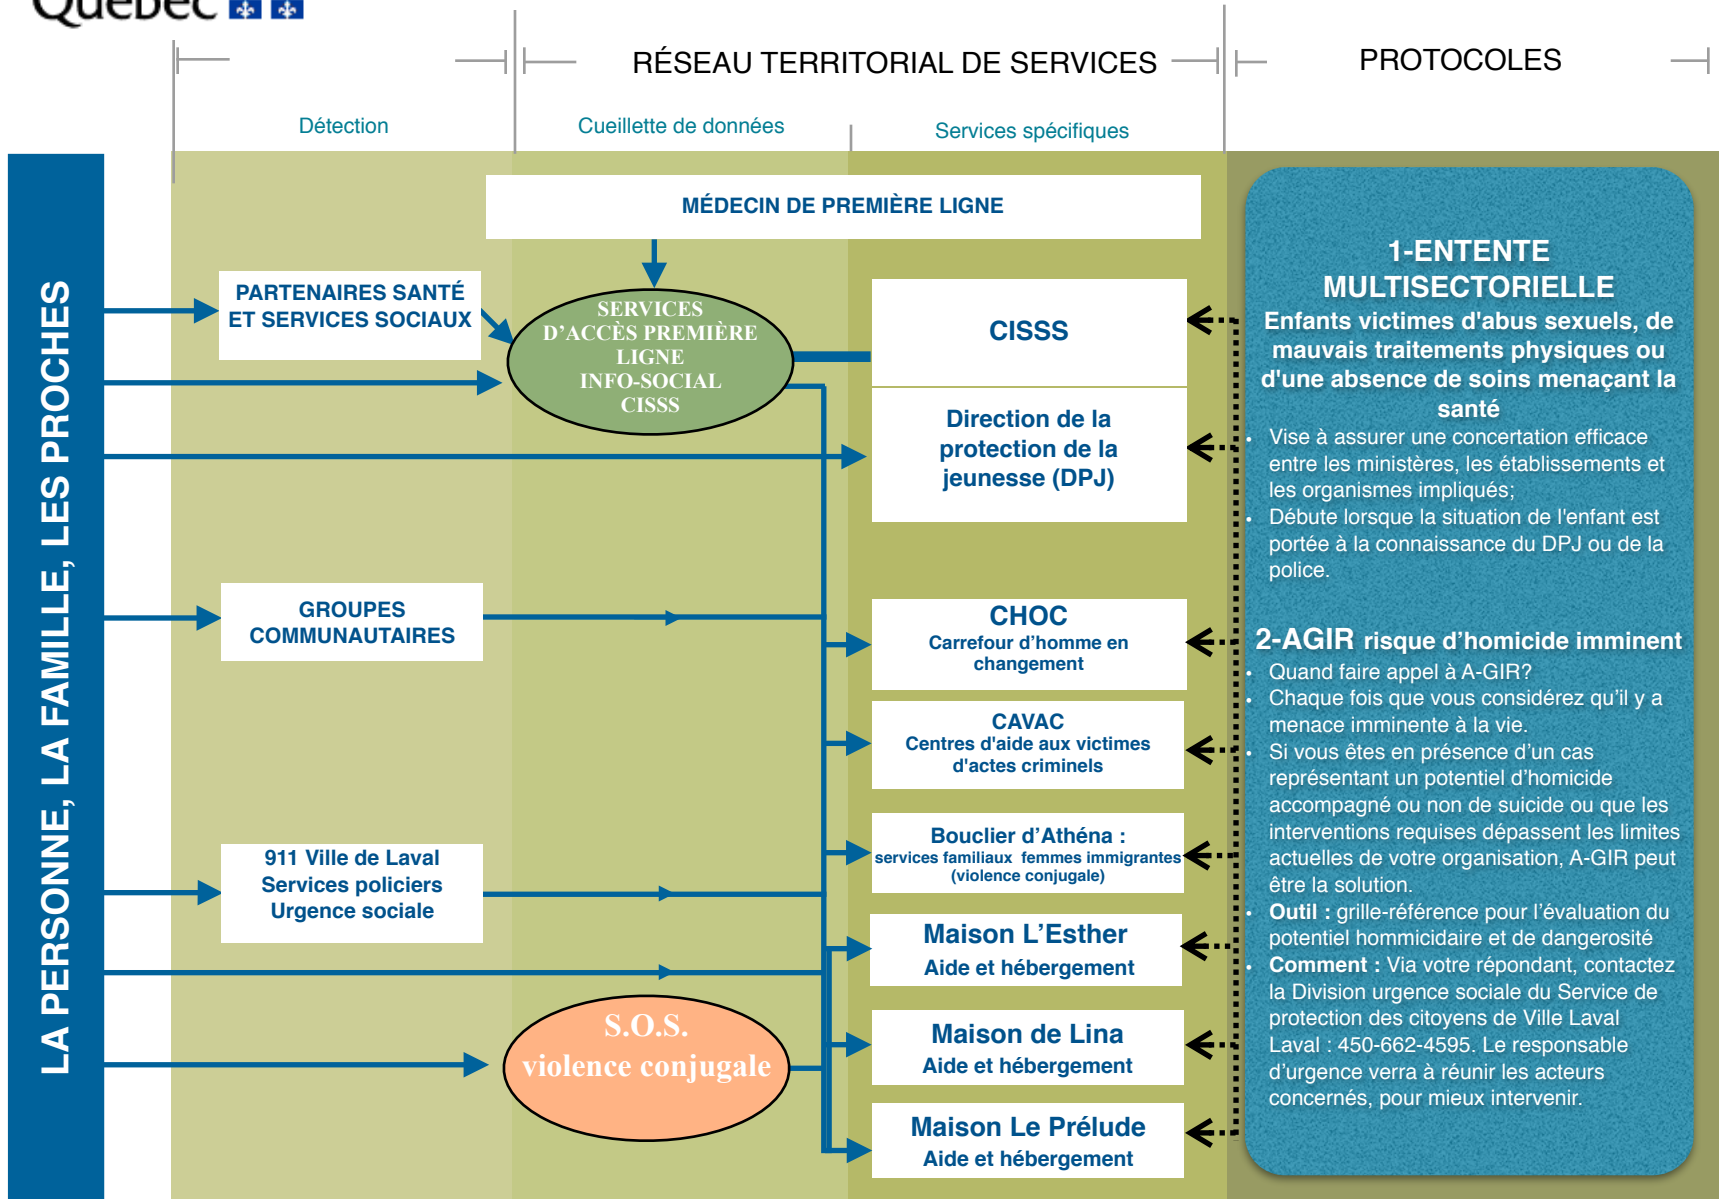 Québec
RÉSEAU TERRITORIAL DE SERVICES
PROTOCOLES
Détection
Cueillette de données
Services spécifiques
LA PERSONNE, LA FAMILLE, LES PROCHES
MÉDECIN DE PREMIÈRE LIGNE
PARTENAIRES SANTÉ
ET SERVICES SOCIAUX
SERVICES
D'ACCÈS PREMIÈRE
LIGNE
INFO-SOCIAL
CISSS
GROUPES
COMMUNAUTAIRES
911 Ville de Laval
Services policiers
Urgence sociale
S.O.S.
violence conjugale
CISSS
Direction de la
protection de la
jeunesse (DPJ)
CHOC
Carrefour d'homme en
changement
CAVAC
Centres d'aide aux victimes
d'actes criminels
Bouclier d'Athéna :
services familiaux femmes immigrantes
(violence conjugale)
Maison L'Esther
Aide et hébergement
Maison de Lina
Aide et hébergement
Maison Le Prélude
Aide et hébergement
1-ENTENTE
MULTISECTORIELLE
Enfants victimes d'abus sexuels, de
mauvais traitements physiques ou
d'une absence de soins menaçant la
santé
• Vise à assurer une concertation efficace
entre les ministères, les établissements et
les organismes impliqués;
• Débute lorsque la situation de l'enfant est
portée à la connaissance du DPJ ou de la
police.
2-AGIR risque d'homicide imminent
• Quand faire appel à A-GIR?
• Chaque fois que vous considérez qu'il y a
menace imminente à la vie.
• Si vous êtes en présence d'un cas
représentant un potentiel d'homicide
accompagné ou non de suicide ou que les
interventions requises dépassent les limites
actuelles de votre organisation, A-GIR peut
être la solution.
• Outil : grille-référence pour l'évaluation du
potentiel hommicidaire et de dangerosité
• Comment : Via votre répondant, contactez
la Division urgence sociale du Service de
protection des citoyens de Ville Laval
Laval : 450-662-4595. Le responsable
d'urgence verra à réunir les acteurs
concernés, pour mieux intervenir.